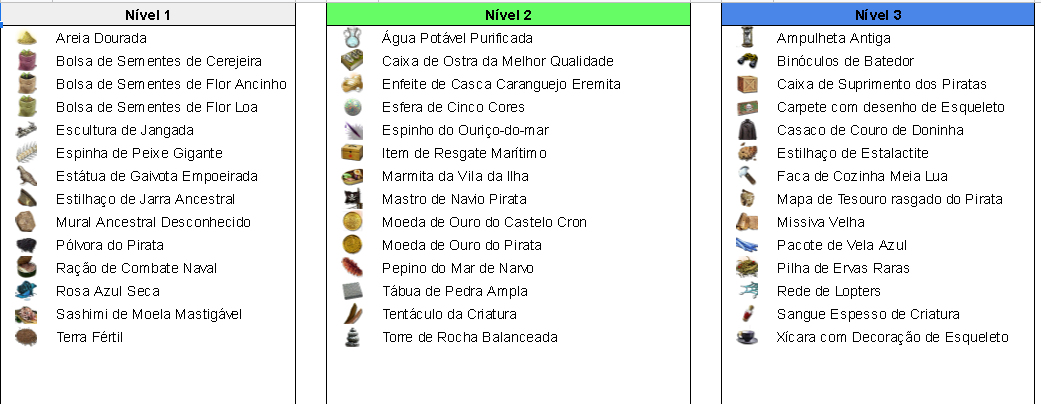 Nível 1
Areia Dourada
Bolsa de Sementes de Cerejeira
Bolsa de Sementes de Flor Ancinho
Bolsa de Sementes de Flor Loa
Escultura de Jangada
Espinha de Peixe Gigante
Estátua de Gaivota Empoeirada
Estilhaço de Jarra Ancestral
Mural Ancestral Desconhecido
Pólvora do Pirata
Ração de Combate Naval
Rosa Azul Seca
Sashimi de Moela Mastigável
Terra Fértil
Nível 2
Água Potável Purificada
Caixa de Ostra da Melhor Qualidade
Enfeite de Casca Caranguejo Eremita
Esfera de Cinco Cores
Espinho do Ouriço-do-mar
Item de Resgate Marítimo
Marmita da Vila da Ilha
Mastro de Navio Pirata
Moeda de Ouro do Castelo Cron
Moeda de Ouro do Pirata
Pepino do Mar de Narvo
Tábua de Pedra Ampla
Tentáculo da Criatura
Torre de Rocha Balanceada
Nível 3
Ampulheta Antiga
Binóculos de Batedor
Caixa de Suprimento dos Piratas
Carpete com desenho de Esqueleto
Casaco de Couro de Doninha
Estilhaço de Estalactite
Faca de Cozinha Meia Lua
Mapa de Tesouro rasgado do Pirata
Missiva Velha
Pacote de Vela Azul
Pilha de Ervas Raras
Rede de Lopters
Sangue Espesso de Criatura
Xícara com Decoração de Esqueleto